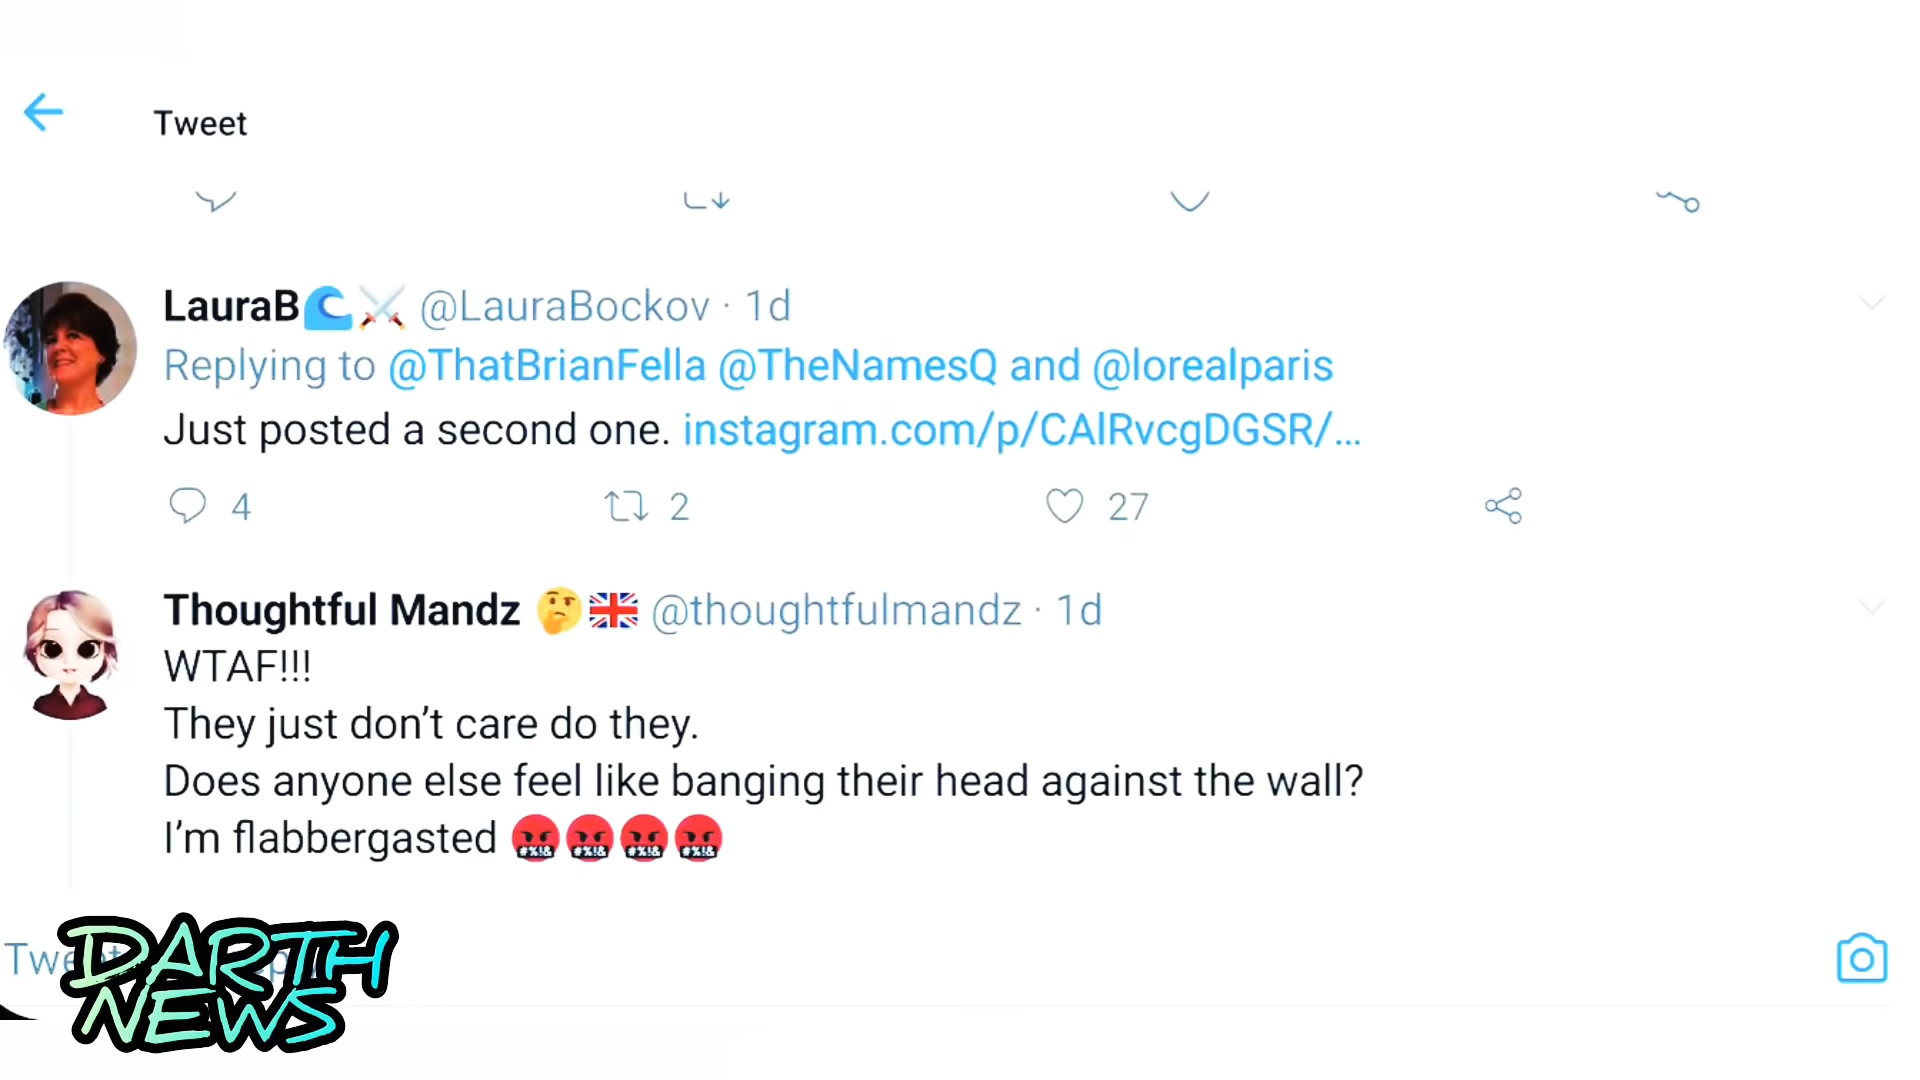 Tweet
LauraB🌊⚔️ @LauraBockov · 1d
Replying to @ThatBrianFella @TheNamesQ and @lorealparis
Just posted a second one. instagram.com/p/CAlRvcgDGSR/...
4 2 27
Thoughtful Mandz 🤔🇬🇧 @thoughtfulmandz · 1d
WTAF!!!
They just don’t care do they.
Does anyone else feel like banging their head against the wall?
I’m flabbergasted 🤬🤬🤬🤬
DARTH
NEWS